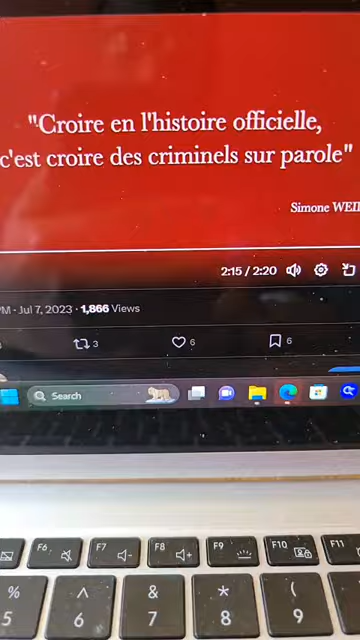 "Croire en l'histoire officielle,
c'est croire des criminels sur parole"
Simone WEI
2:15 / 2:20
PM · Jul 7, 2023 · 1,866 Views
3
6
6
Search
F6
F7
F8
F9
F10
F11
%
^
&
*
(
5
6
7
8
9